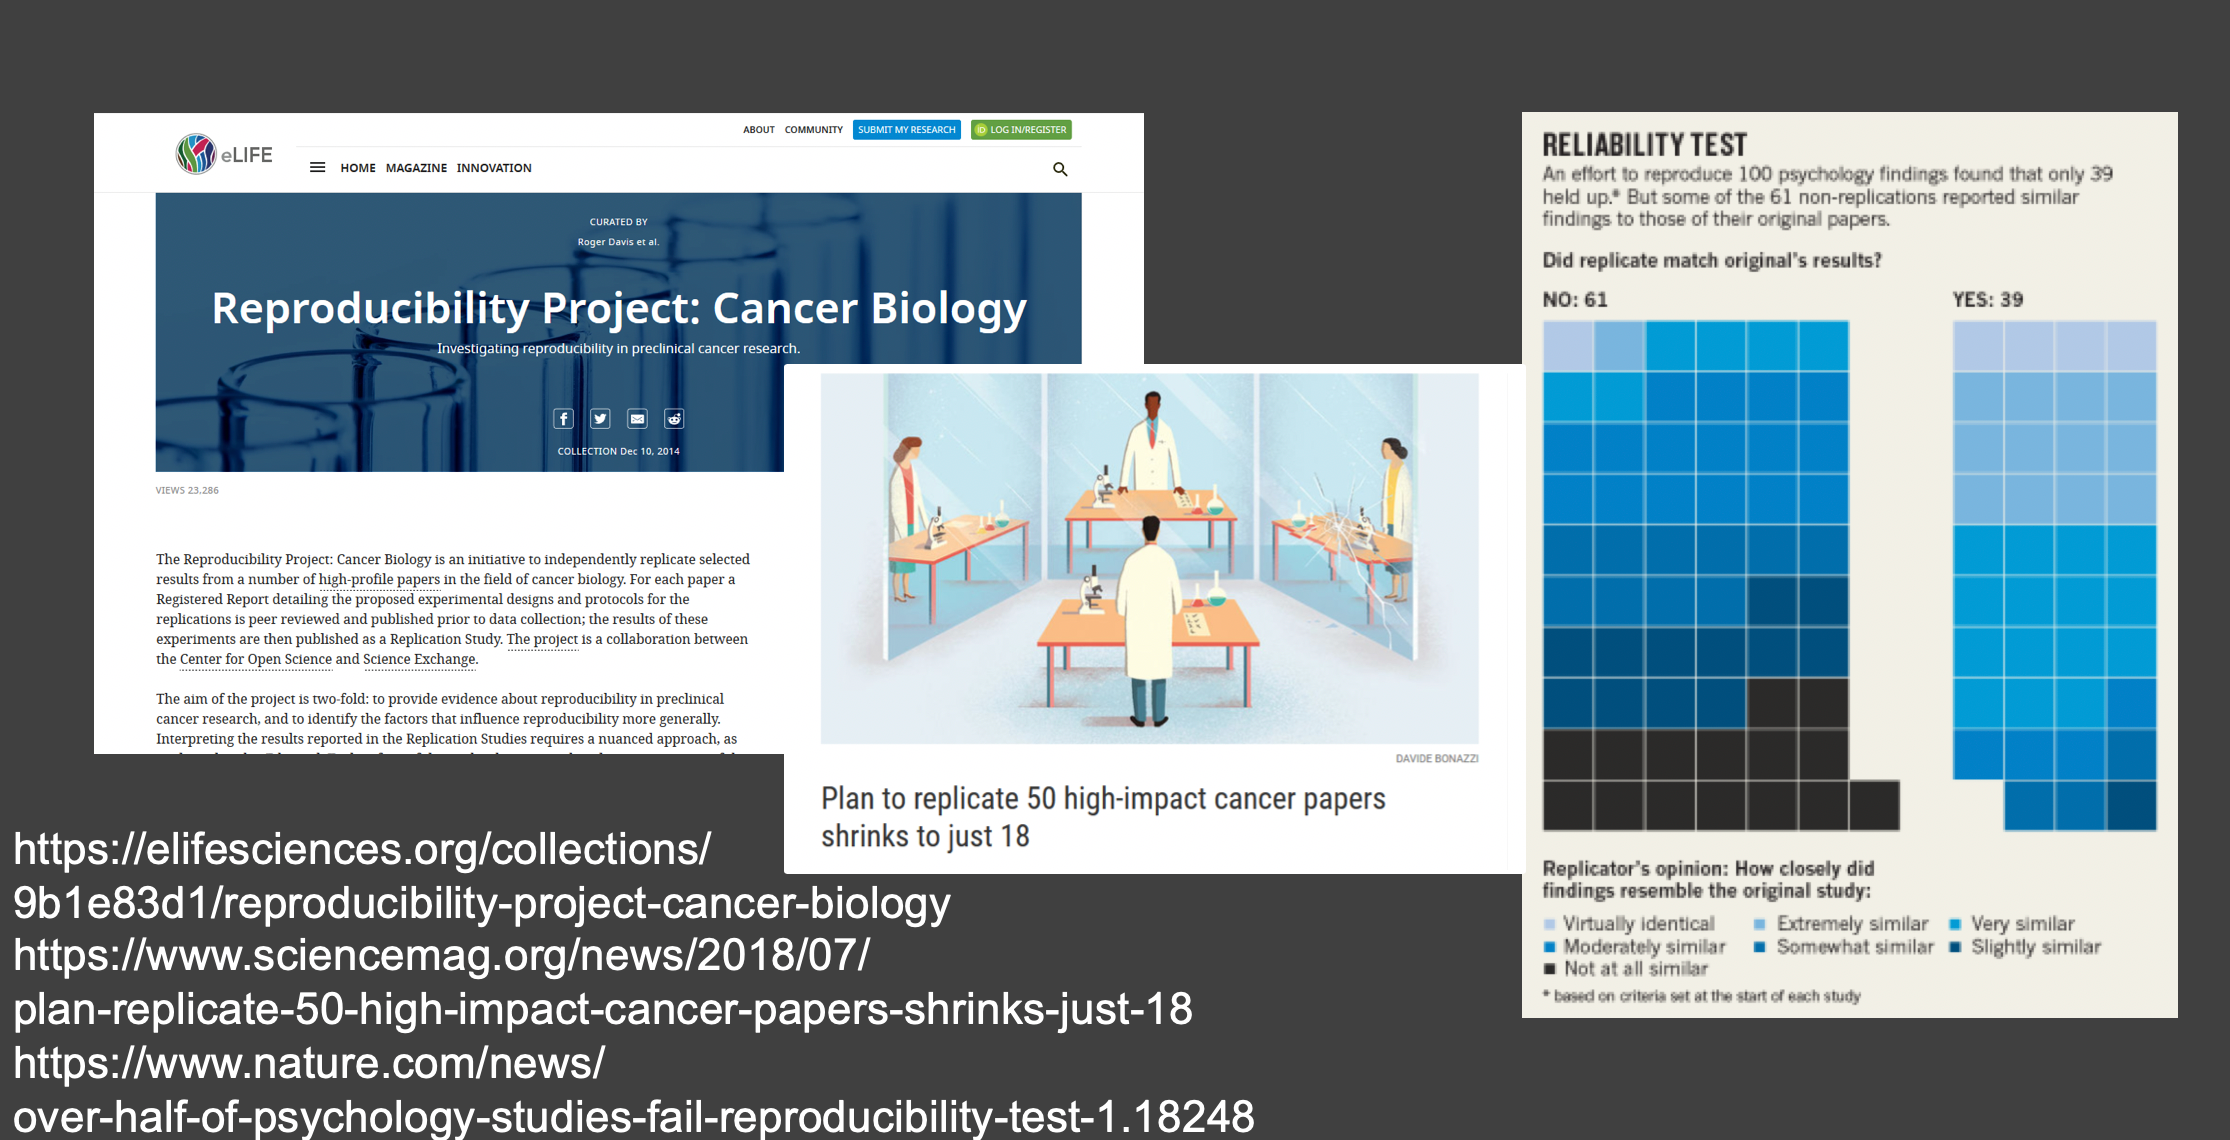 eLIFE
ABOUT COMMUNITY SUBMIT MY RESEARCH iD LOG IN/REGISTER
HOME MAGAZINE INNOVATION
CURATED BY
Roger Davis et al.
Reproducibility Project: Cancer Biology
Investigating reproducibility in preclinical cancer research.
COLLECTION Dec 10, 2014
VIEWS 23,286
The Reproducibility Project: Cancer Biology is an initiative to independently replicate selected
results from a number of high-profile papers in the field of cancer biology. For each paper a
Registered Report detailing the proposed experimental designs and protocols for the
replications is peer reviewed and published prior to data collection; the results of these
experiments are then published as a Replication Study. The project is a collaboration between
the Center for Open Science and Science Exchange.
The aim of the project is two-fold: to provide evidence about reproducibility in preclinical
cancer research, and to identify the factors that influence reproducibility more generally.
Interpreting the results reported in the Replication Studies requires a nuanced approach, as
DAVIDE BONAZZI
Plan to replicate 50 high-impact cancer papers
shrinks to just 18
RELIABILITY TEST
An effort to reproduce 100 psychology findings found that only 39
held up.* But some of the 61 non-replications reported similar
findings to those of their original papers.
Did replicate match original's results?
NO: 61 YES: 39
Replicator's opinion: How closely did
findings resemble the original study:
Virtually identical Extremely similar Very similar
Moderately similar Somewhat similar Slightly similar
Not at all similar
* based on criteria set at the start of each study
https://elifesciences.org/collections/
9b1e83d1/reproducibility-project-cancer-biology
https://www.sciencemag.org/news/2018/07/
plan-replicate-50-high-impact-cancer-papers-shrinks-just-18
https://www.nature.com/news/
over-half-of-psychology-studies-fail-reproducibility-test-1.18248